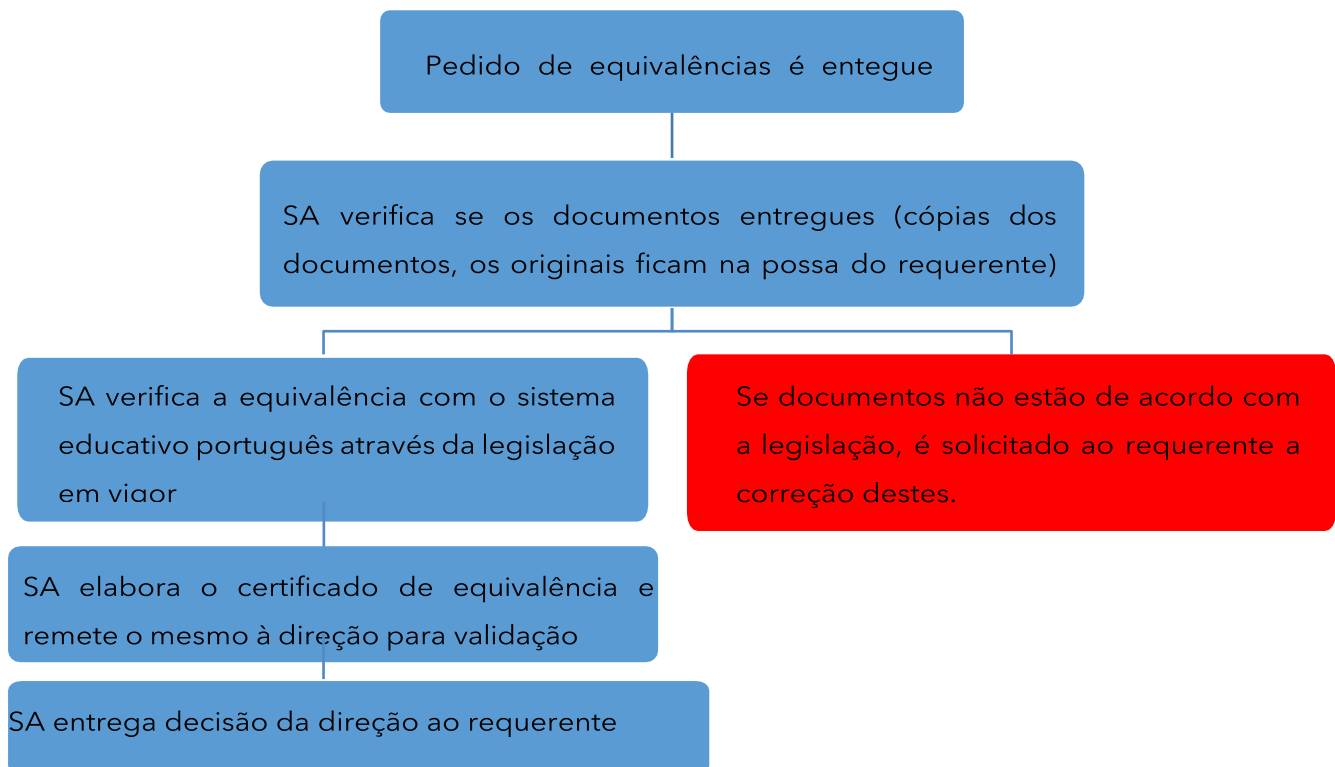 Pedido de equivalências é entegue
SA verifica se os documentos entregues (cópias dos
documentos, os originais ficam na possa do requerente)
SA verifica a equivalência com o sistema
educativo português através da legislação
em vigor
Se documentos não estão de acordo com
a legislação, é solicitado ao requerente a
correção destes.
SA elabora o certificado de equivalência e
remete o mesmo à direção para validação
SA entrega decisão da direção ao requerente